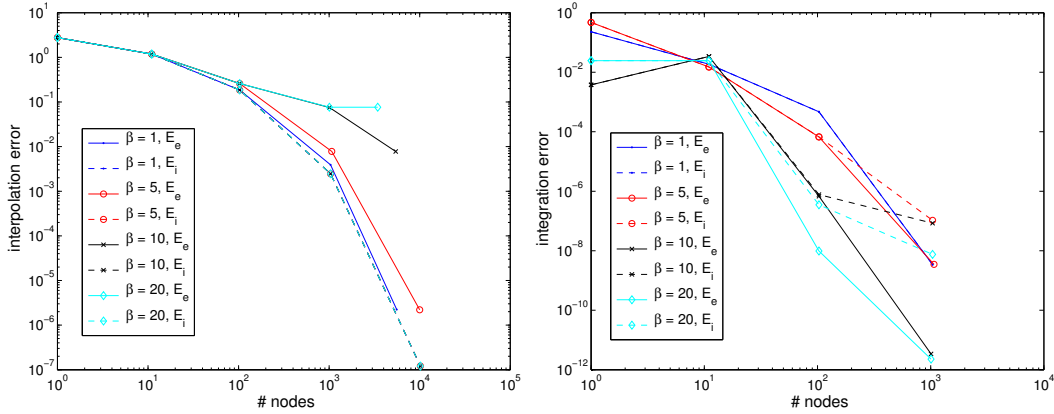 10^1
10^0
10^-1
10^-2
10^-3
10^-4
10^-5
10^-6
10^-7
interpolation error
10^0
10^1
10^2
10^3
10^4
10^5
# nodes
β = 1, E_e
β = 1, E_i
β = 5, E_e
β = 5, E_i
β = 10, E_e
β = 10, E_i
β = 20, E_e
β = 20, E_i
10^0
10^-2
10^-4
10^-6
10^-8
10^-10
10^-12
integration error
10^0
10^1
10^2
10^3
10^4
# nodes
β = 1, E_e
β = 1, E_i
β = 5, E_e
β = 5, E_i
β = 10, E_e
β = 10, E_i
β = 20, E_e
β = 20, E_i